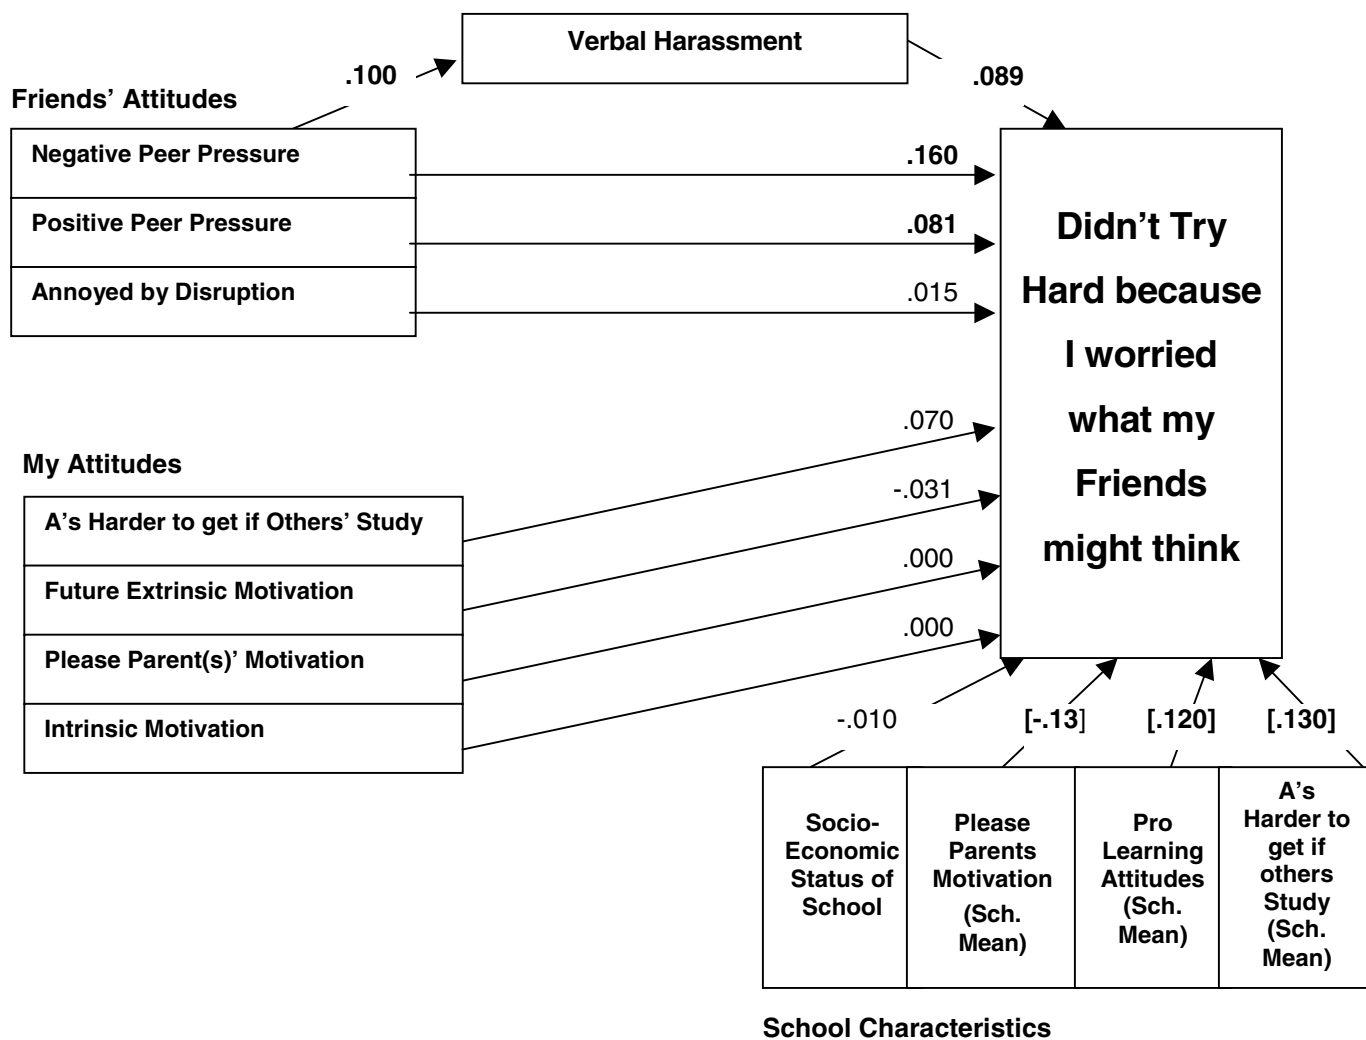 Verbal Harassment
.100
.089
Friends’ Attitudes
Negative Peer Pressure
.160
Positive Peer Pressure
.081
Annoyed by Disruption
.015
Didn’t Try
Hard because
I worried
what my
Friends
might think
.070
My Attitudes
-.031
A’s Harder to get if Others’ Study
Future Extrinsic Motivation
.000
Please Parent(s)’ Motivation
.000
Intrinsic Motivation
-.010
[-.13]
[.120]
[.130]
Socio-
Economic
Status of
School
Please
Parents
Motivation
(Sch.
Mean)
Pro
Learning
Attitudes
(Sch.
Mean)
A’s
Harder to
get if
others
Study
(Sch.
Mean)
School Characteristics